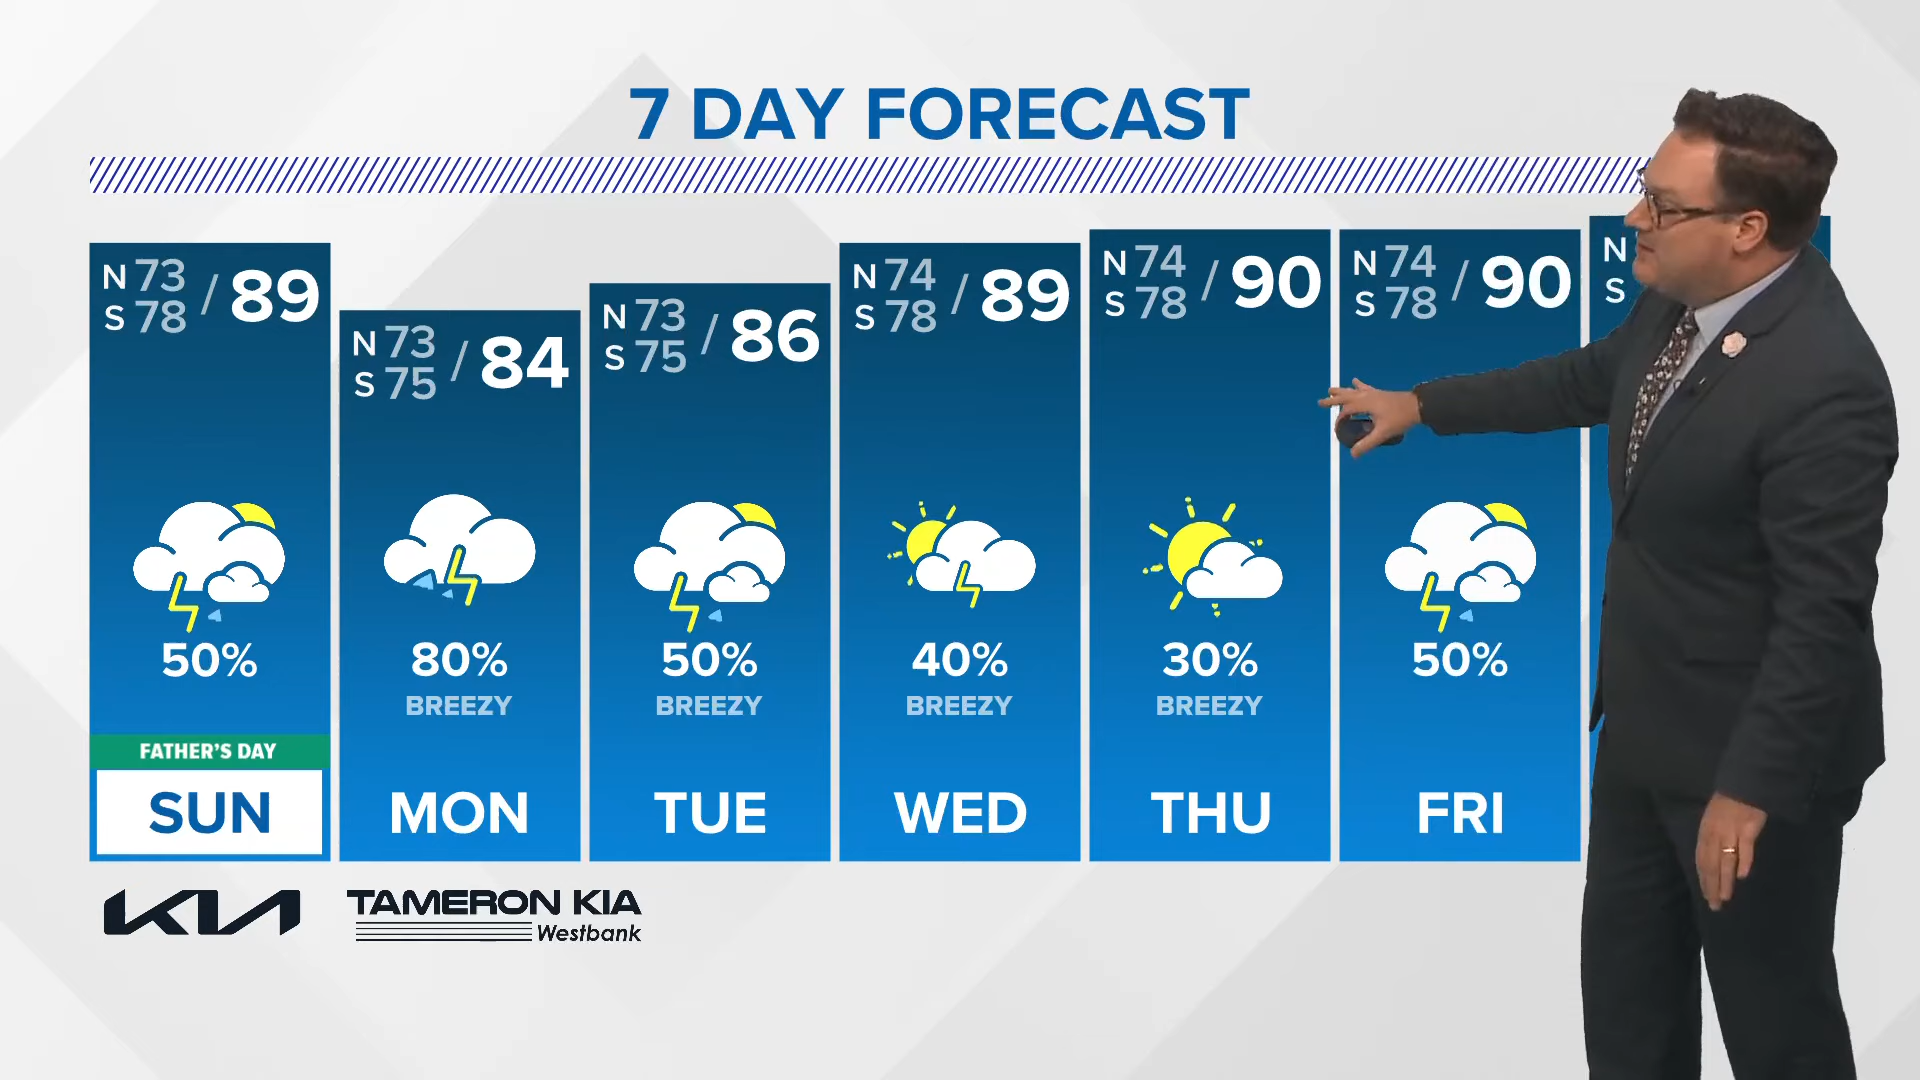 7 DAY FORECAST
N 73
S 78 / 89
50%
FATHER'S DAY
SUN
N 73
S 75 / 84
80%
BREEZY
MON
N 73
S 75 / 86
50%
BREEZY
TUE
N 74
S 78 / 89
40%
BREEZY
WED
N 74
S 78 / 90
30%
BREEZY
THU
N 74
S 78 / 90
50%
FRI
N
S
KIA
TAMERON KIA
Westbank